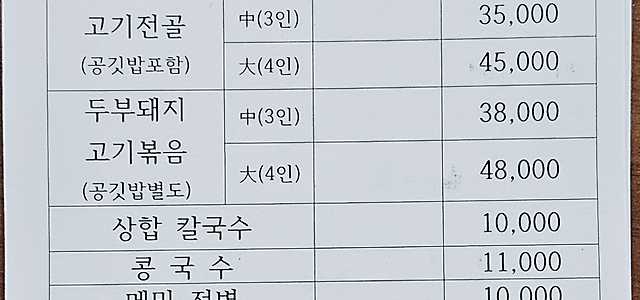 고기전골
(공깃밥포함)
中(3인) 35,000
大(4인) 45,000
두부돼지
고기볶음
(공깃밥별도)
中(3인) 38,000
大(4인) 48,000
상합 칼국수 10,000
콩국수 11,000
10,000